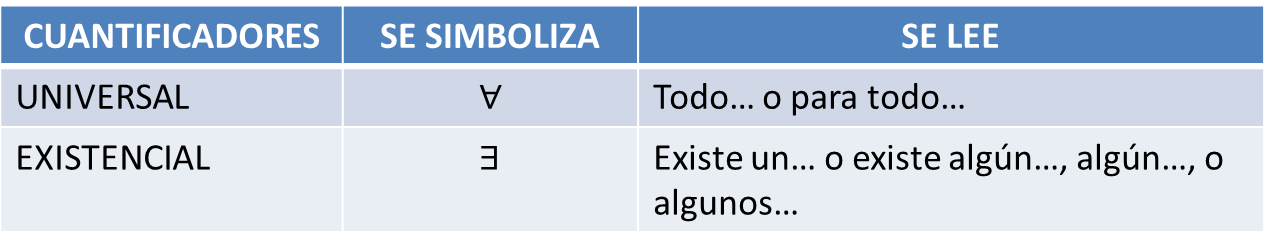 CUANTIFICADORES SE SIMBOLIZA SE LEE
UNIVERSAL ∀ Todo... o para todo...
EXISTENCIAL ∃ Existe un... o existe algún..., algún..., o
algunos...